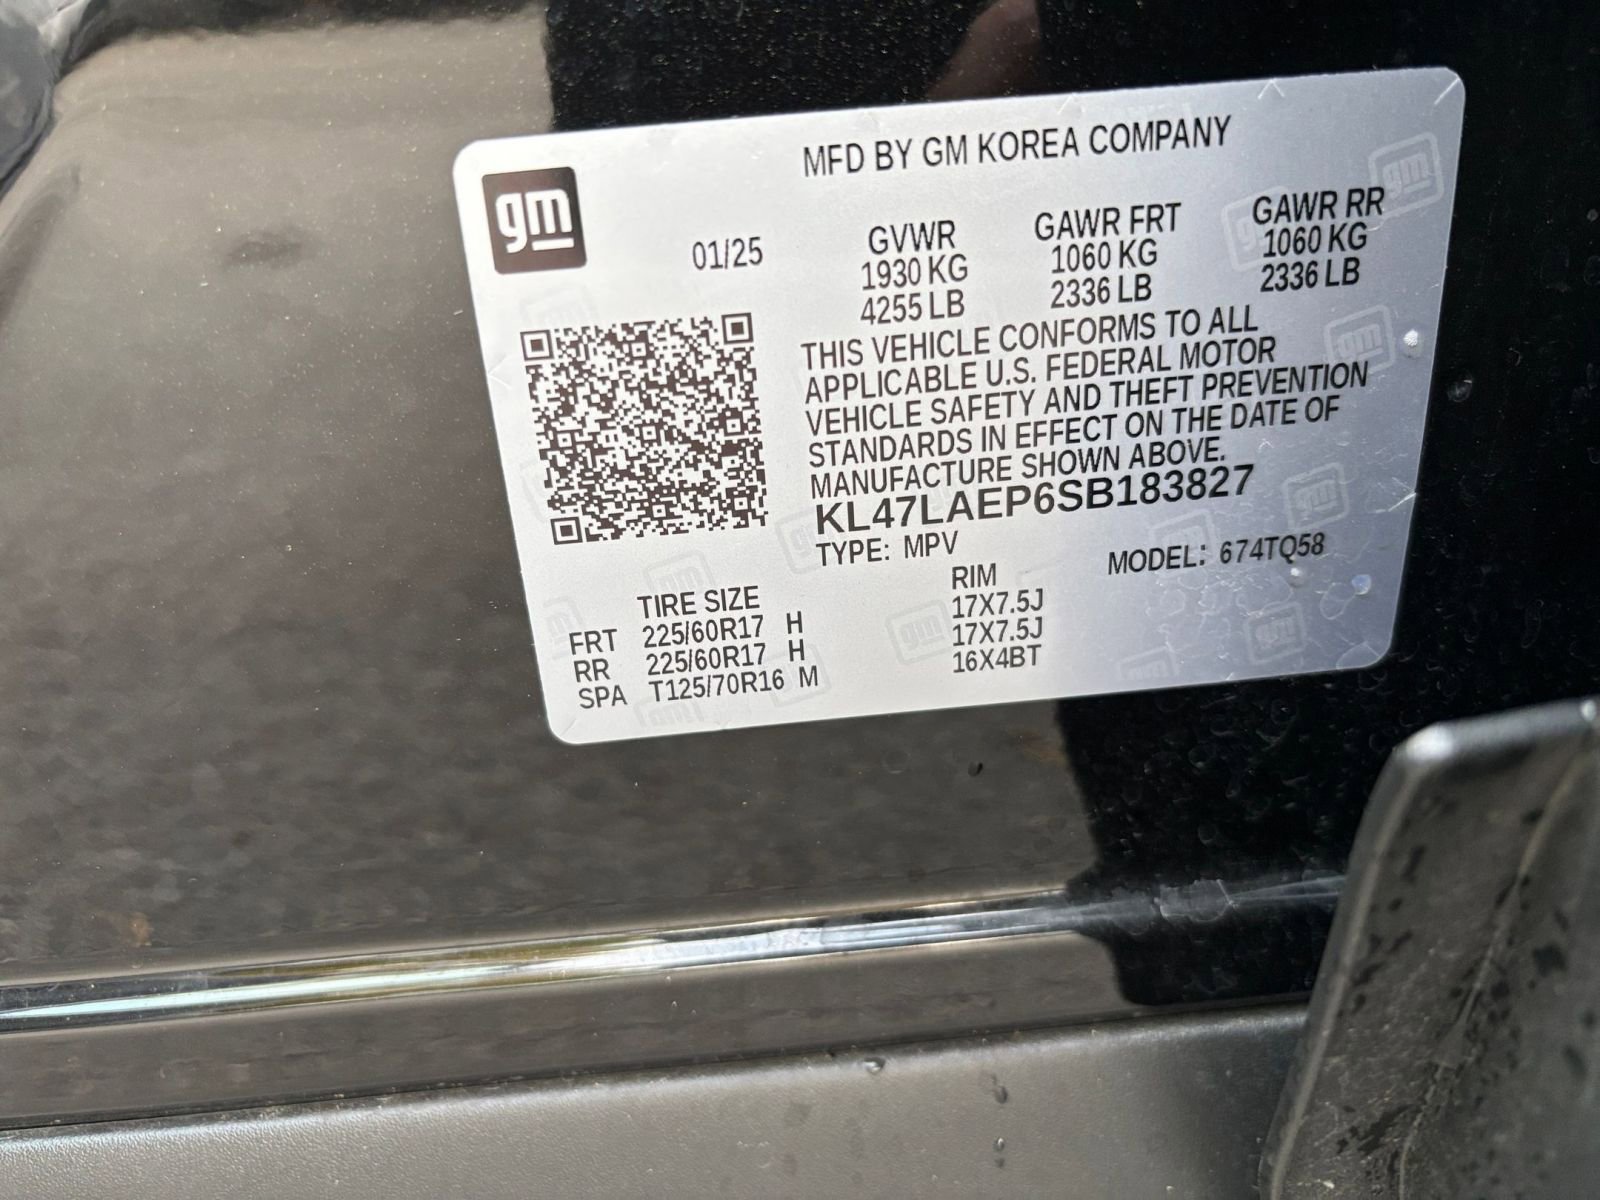 gm
MFD BY GM KOREA COMPANY
01/25
GVWR GAWR FRT GAWR RR
1930 KG 1060 KG 1060 KG
4255 LB 2336 LB 2336 LB
THIS VEHICLE CONFORMS TO ALL
APPLICABLE U.S. FEDERAL MOTOR
VEHICLE SAFETY AND THEFT PREVENTION
STANDARDS IN EFFECT ON THE DATE OF
MANUFACTURE SHOWN ABOVE.
KL47LAEP6SB183827
TYPE: MPV MODEL: 674TQ58
TIRE SIZE RIM
FRT 225/60R17 H 17X7.5J
RR 225/60R17 H 17X7.5J
SPA T125/70R16 M 16X4BT